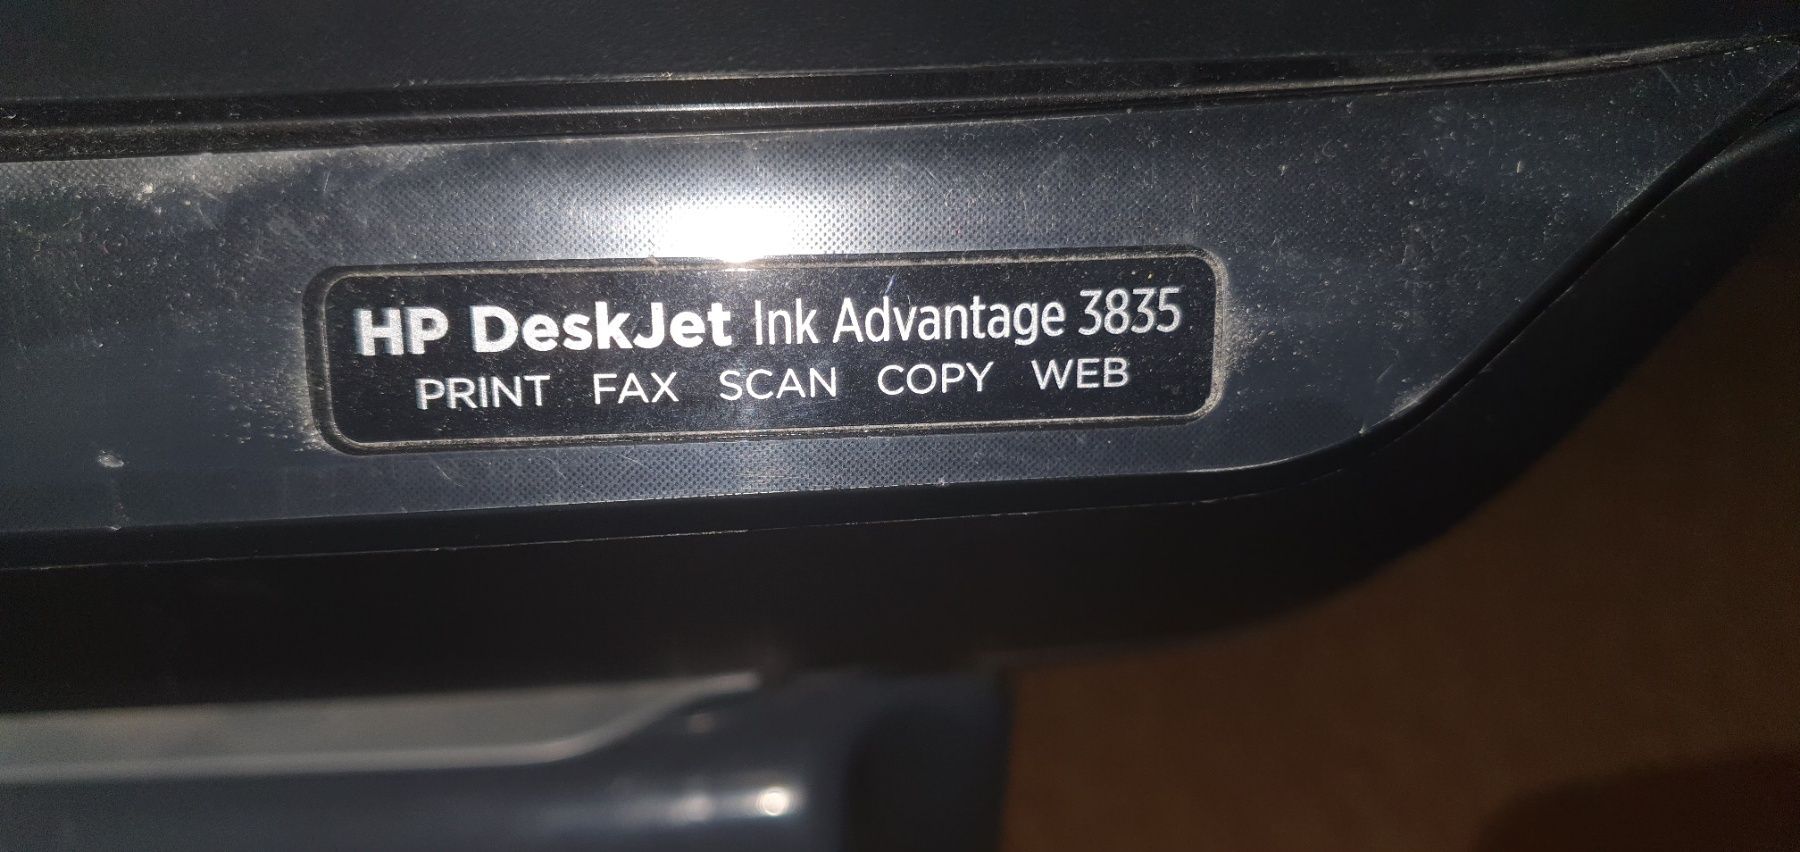 HP DeskJet Ink Advantage 3835
PRINT FAX SCAN COPY WEB